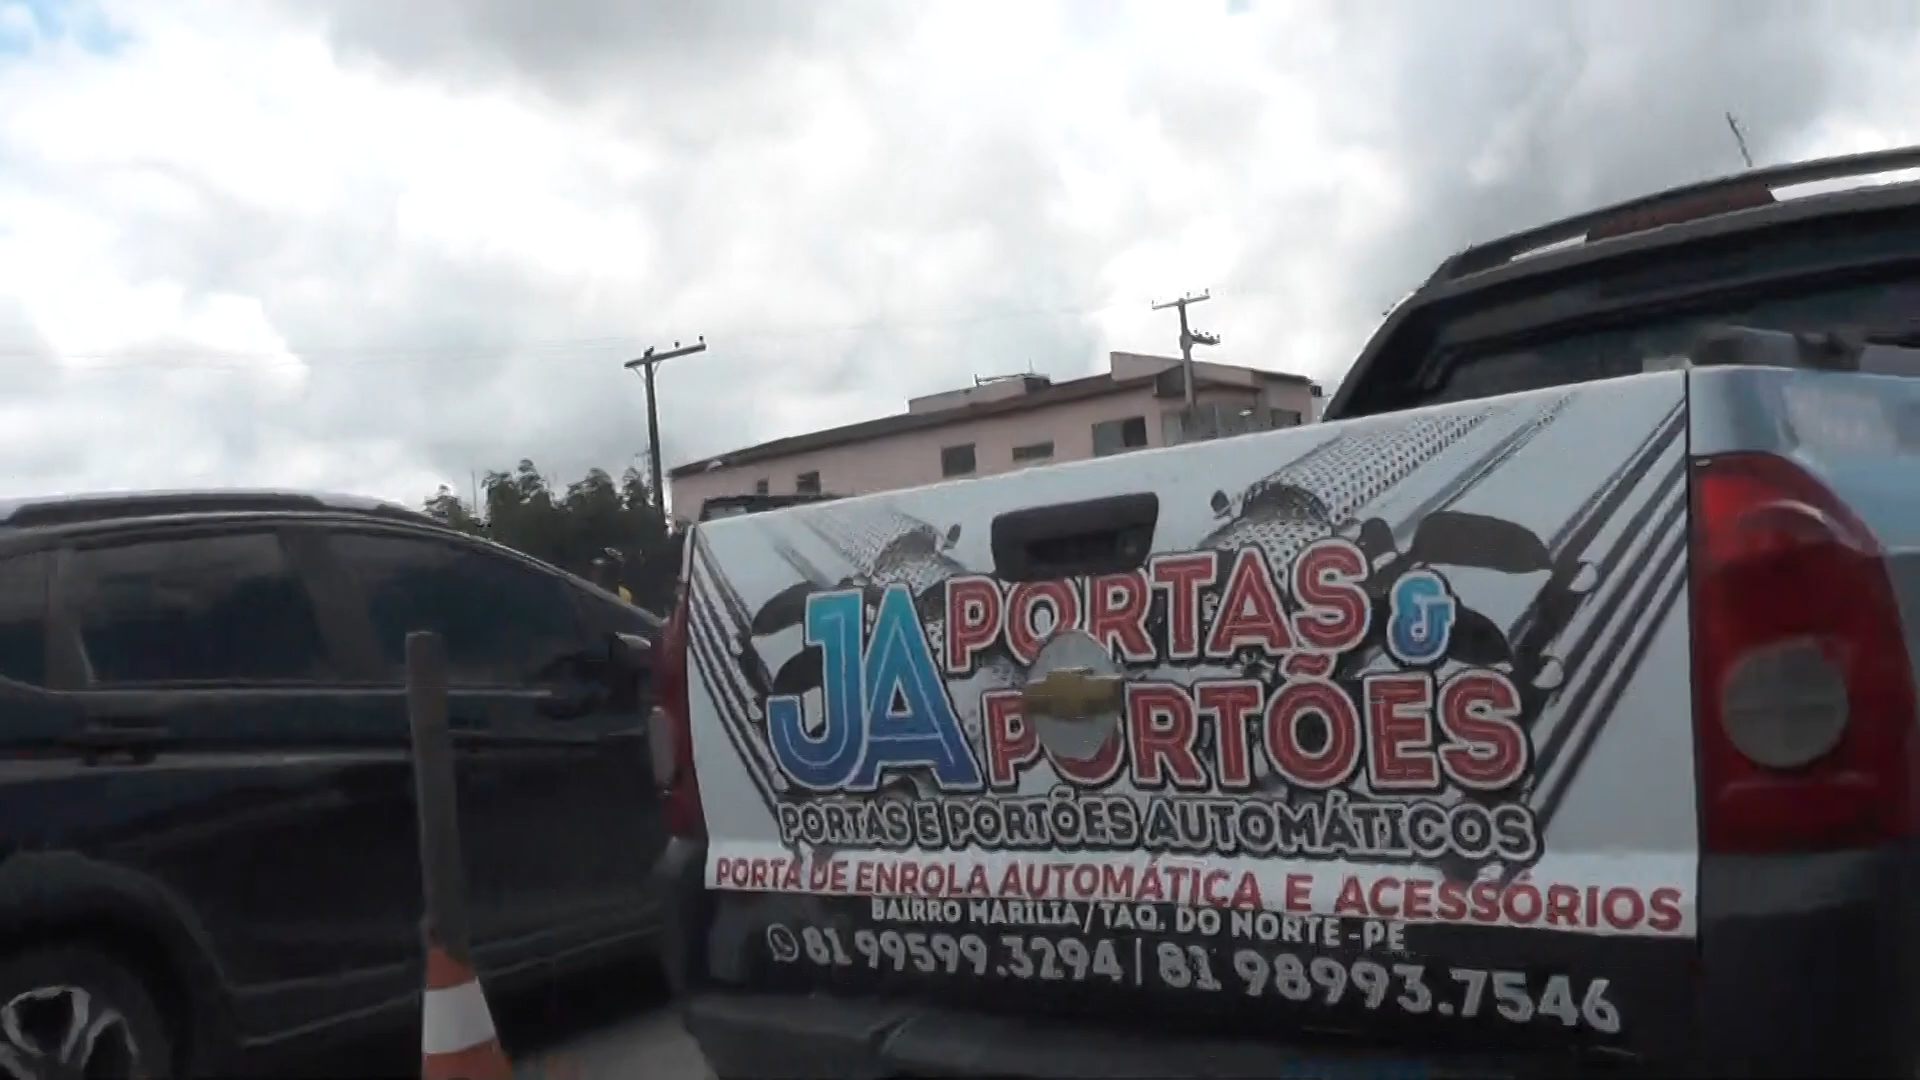 JA PORTAS &
PORTÕES
PORTAS E PORTÕES AUTOMÁTICOS
PORTA DE ENROLA AUTOMÁTICA E ACESSÓRIOS
BAIRRO MARILIA/TAQ. DO NORTE-PE
81 99599.3294 | 81 98993.7546